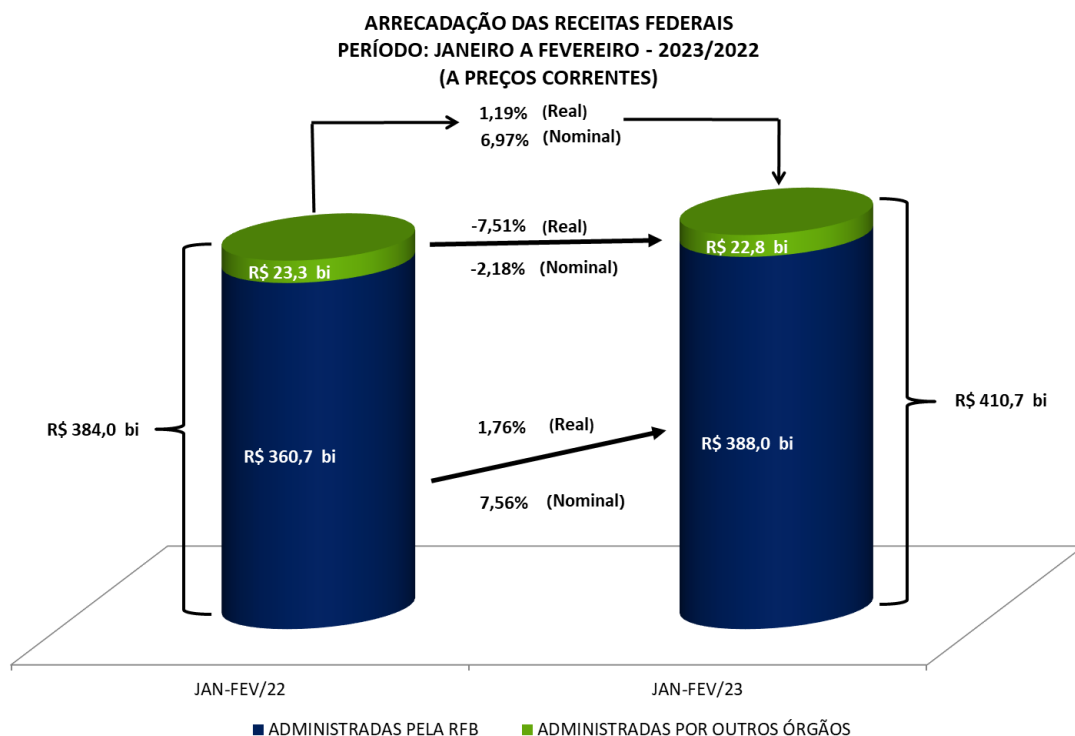 ARRECADAÇÃO DAS RECEITAS FEDERAIS
PERÍODO: JANEIRO A FEVEREIRO - 2023/2022
(A PREÇOS CORRENTES)
1,19% (Real)
6,97% (Nominal)
-7,51% (Real)
-2,18% (Nominal)
R$ 23,3 bi
R$ 22,8 bi
R$ 384,0 bi
R$ 410,7 bi
1,76% (Real)
R$ 360,7 bi
R$ 388,0 bi
7,56% (Nominal)
JAN-FEV/22
JAN-FEV/23
ADMINISTRADAS PELA RFB
ADMINISTRADAS POR OUTROS ÓRGÃOS